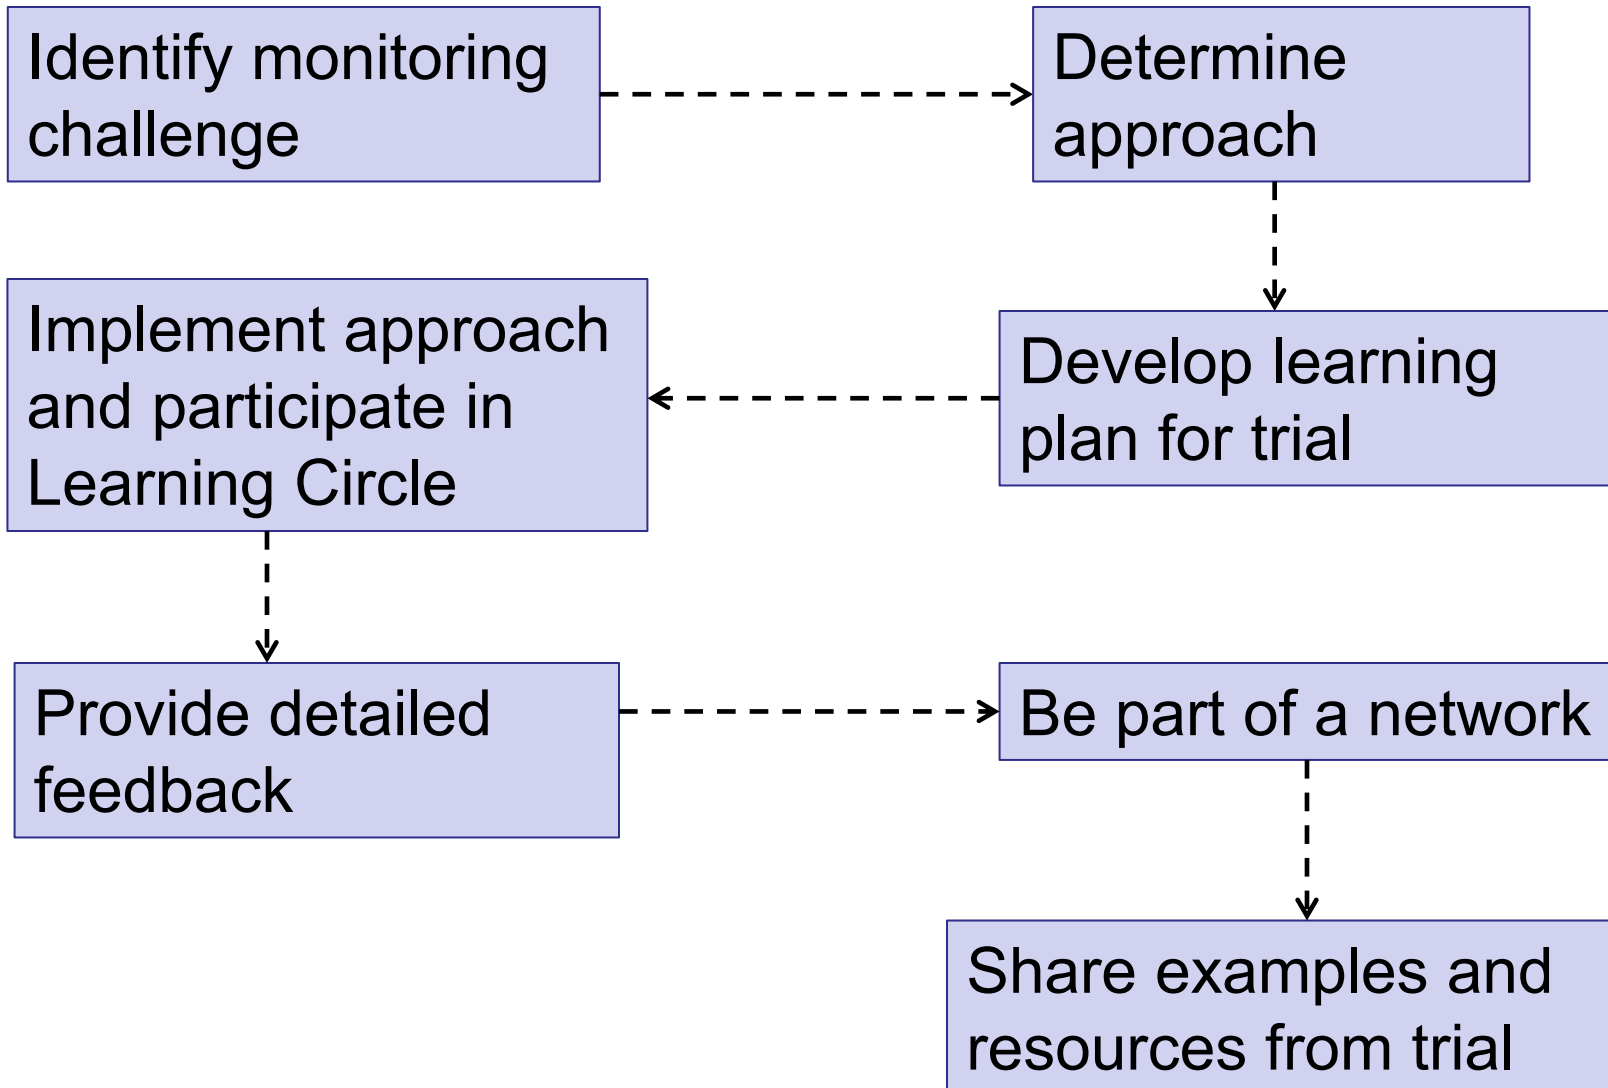 Identify monitoring
challenge
Determine
approach
Develop learning
plan for trial
Implement approach
and participate in
Learning Circle
Provide detailed
feedback
Be part of a network
Share examples and
resources from trial